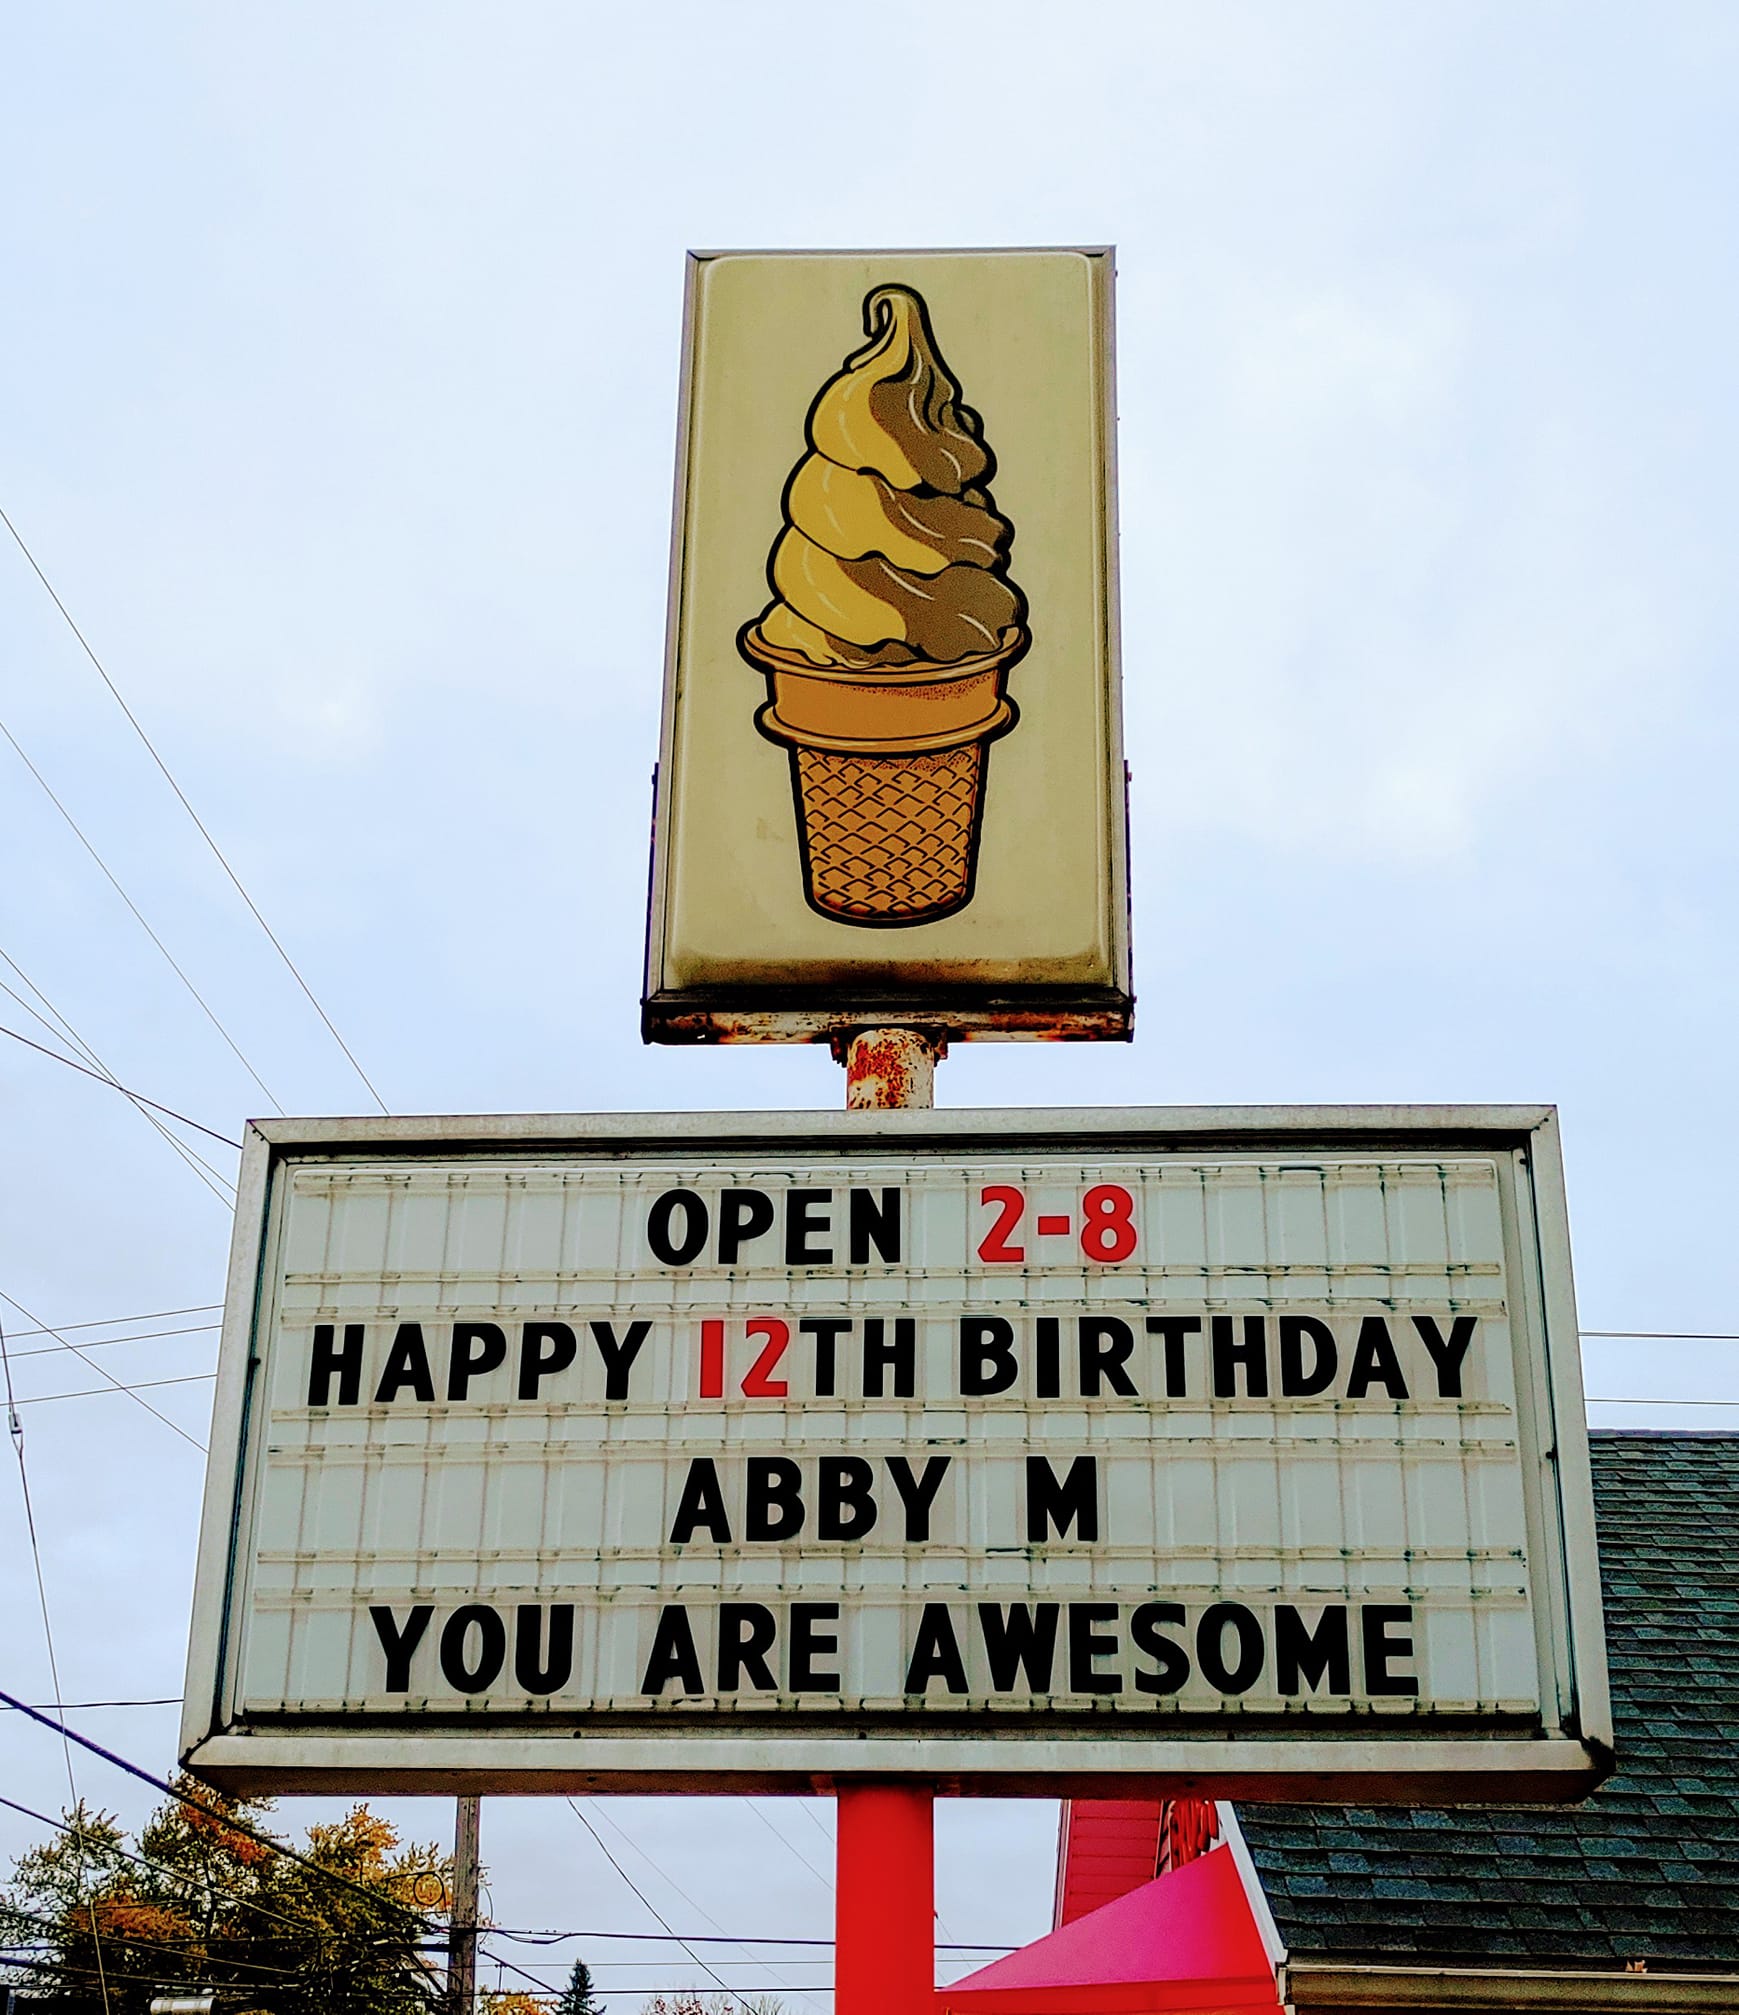 OPEN 2-8
HAPPY 12TH BIRTHDAY
ABBY M
YOU ARE AWESOME